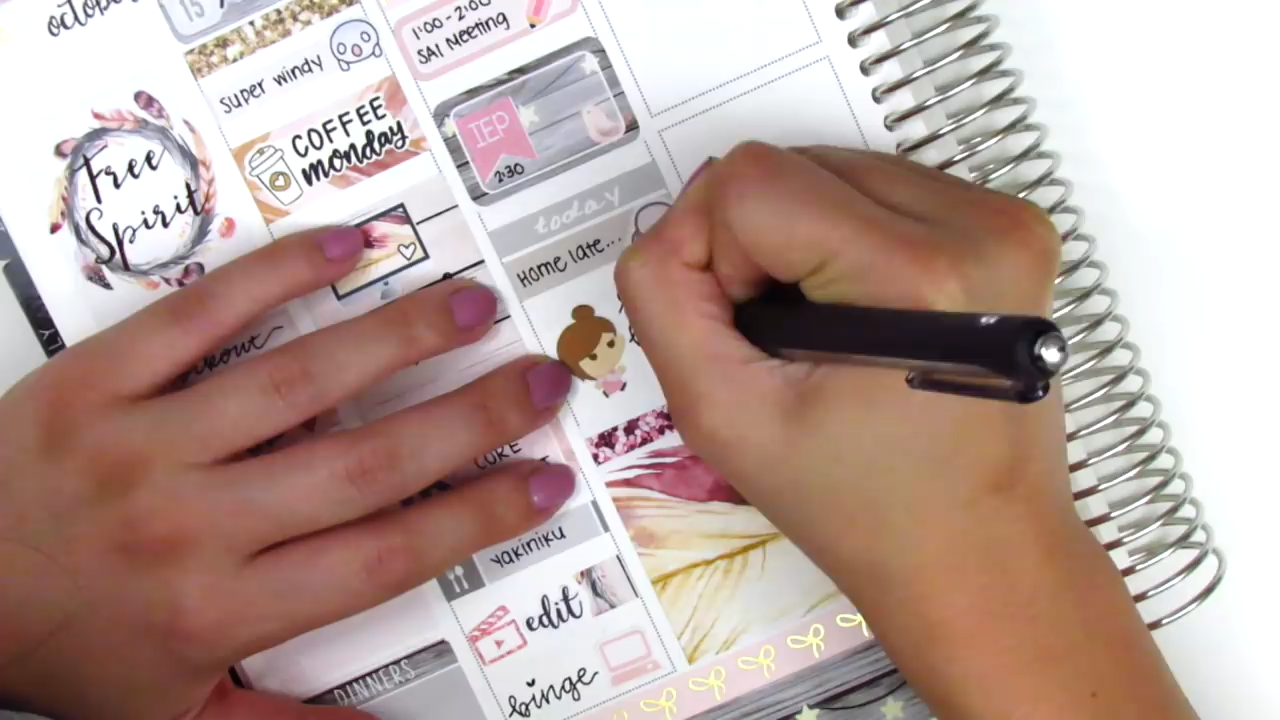 october
15
Free
Spirit
super windy
COFFEE
monday
1:00-2:00
SAI Meeting
IEP
2:30
today
Home late...
yakiniku
edit
binge
DINNERS